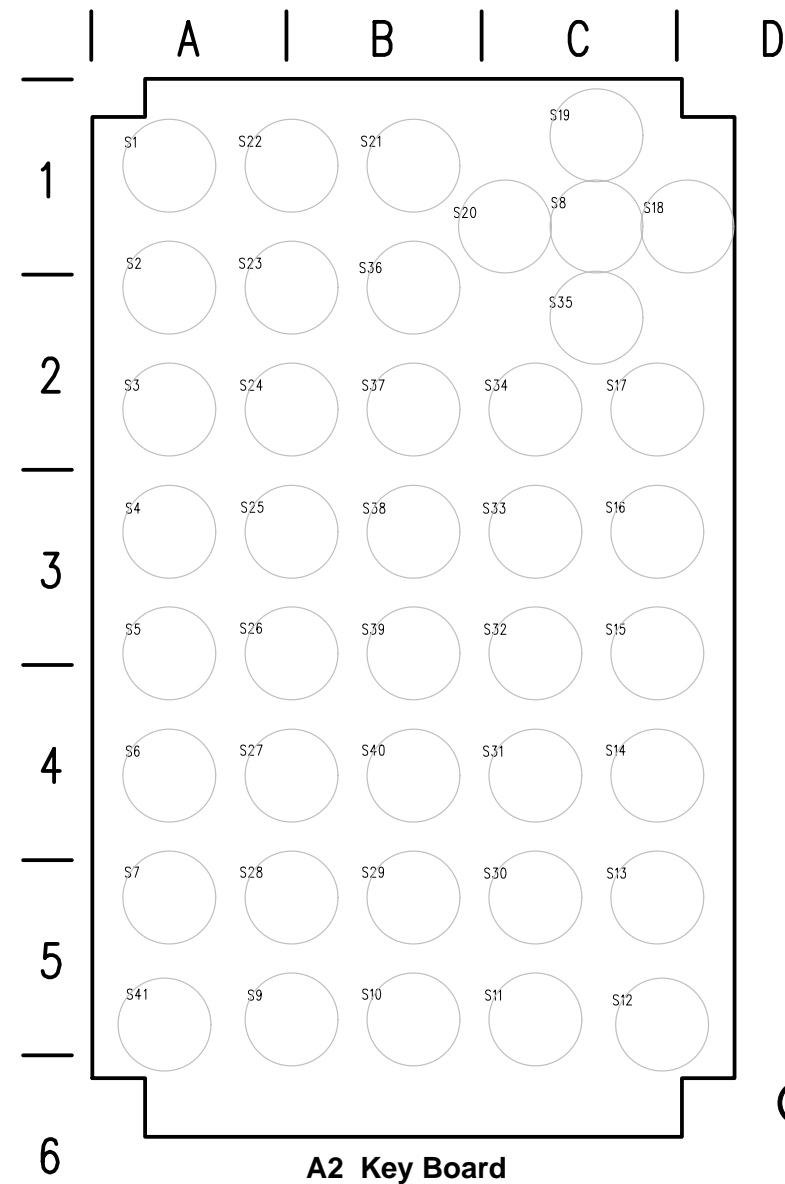 A B C D
S19
1 S1 S22 S21
S20 S8 S18
S2 S23 S36
S35
2 S3 S24 S37 S34 S17
S4 S25 S38 S33 S16
3
S5 S26 S39 S32 S15
4 S6 S27 S40 S31 S14
S7 S28 S29 S30 S13
5
S41 S9 S10 S11 S12
6
A2 Key Board